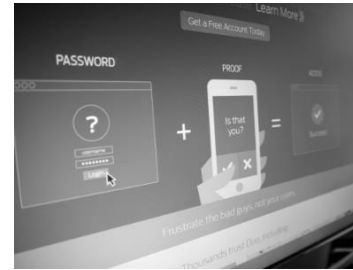 Learn More
Get a Free Account Today
PASSWORD
PROOF
ACCESS
?
username
Login
Is that
you?
+
=
Success!
Frustrate the bad guys, not your users.
Thousands trust Duo, including